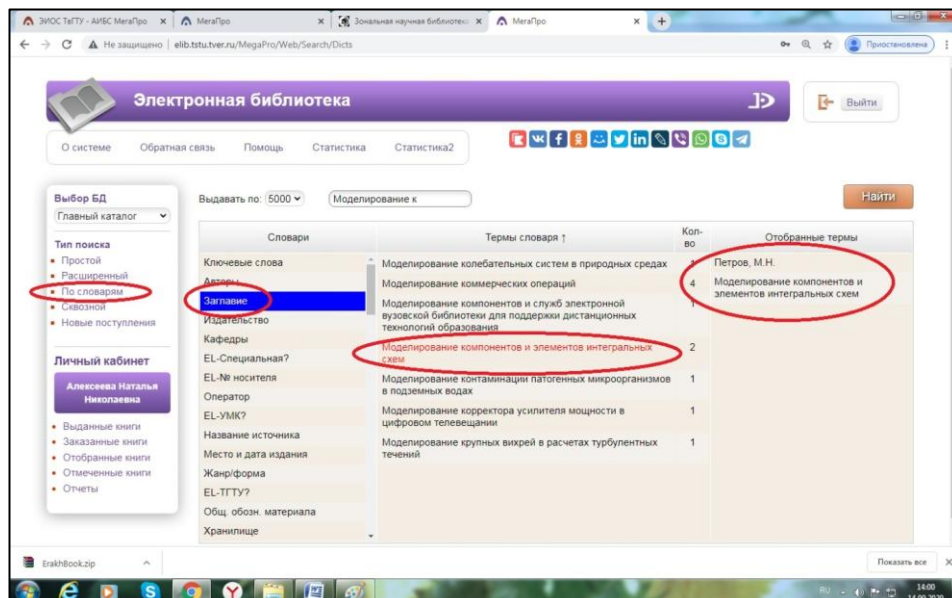 ЭИОС ТвГТУ - АИБС МегаПро
МегаПро
Зональная научная библиотека
МегаПро
Не защищено
elib.tstu.tver.ru/MegaPro/Web/Search/Dicts
Приостановлена
Электронная библиотека
Выйти
О системе
Обратная связь
Помощь
Статистика
Статистика2
Выбор БД
Главный каталог
Тип поиска
Простой
Расширенный
По словарям
Сквозной
Новые поступления
Личный кабинет
Алексеева Наталья
Николаевна
Выданные книги
Заказанные книги
Отобранные книги
Отмеченные книги
Отчеты
Выдавать по: 5000
Моделирование к
Найти
Словари
Ключевые слова
Авторы
Заглавие
Издательство
Кафедры
EL-Специальная?
EL-№ носителя
Оператор
EL-УМК?
Название источника
Место и дата издания
Жанр/форма
EL-ТГТУ?
Общ. обозн. материала
Хранилище
Термы словаря ↑
Кол-
во
Моделирование колебательных систем в природных средах
Моделирование коммерческих операций 4
Моделирование компонентов и служб электронной 1
вузовской библиотеки для поддержки дистанционных
технологий образования
Моделирование компонентов и элементов интегральных 2
схем
Моделирование контаминации патогенных микроорганизмов 1
в подземных водах
Моделирование корректора усилителя мощности в 1
цифровом телевещании
Моделирование крупных вихрей в расчетах турбулентных 1
течений
Отобранные термы
Петров, М.Н.
Моделирование компонентов и
элементов интегральных схем
ErakhBook.zip
Показать все
RU
14:00
14.09.2020